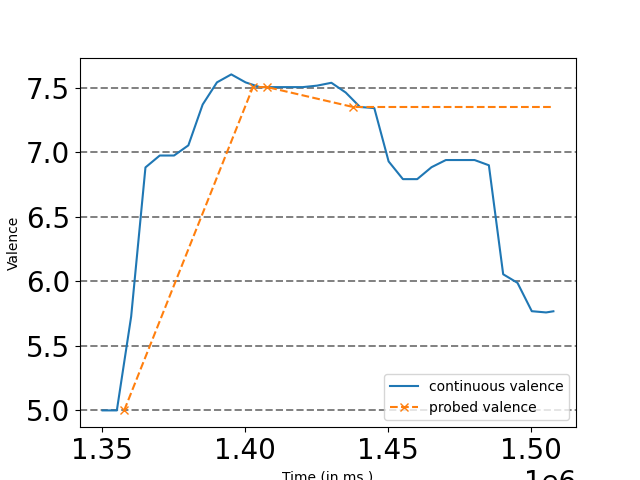 7.5
7.0
6.5
6.0
5.5
5.0
Valence
continuous valence
probed valence
1.35 1.40 1.45 1.50
Time (in ms.)
1e6